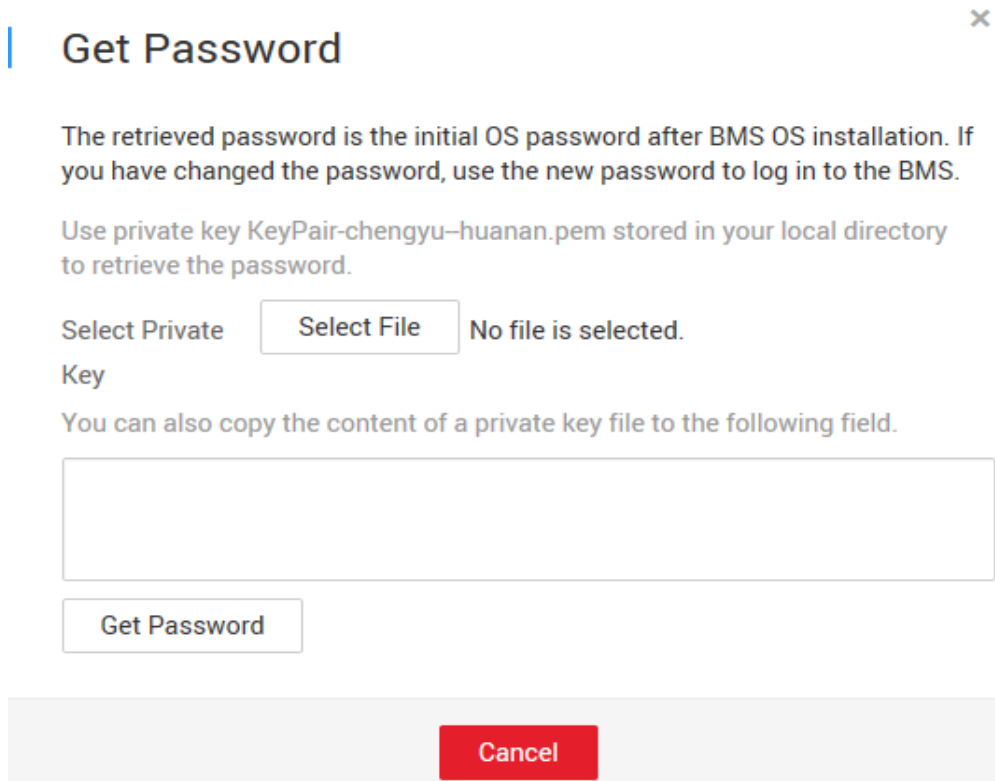 ×
Get Password
The retrieved password is the initial OS password after BMS OS installation. If
you have changed the password, use the new password to log in to the BMS.
Use private key KeyPair-chengyu–huanan.pem stored in your local directory
to retrieve the password.
Select Private Select File No file is selected.
Key
You can also copy the content of a private key file to the following field.
Get Password
Cancel